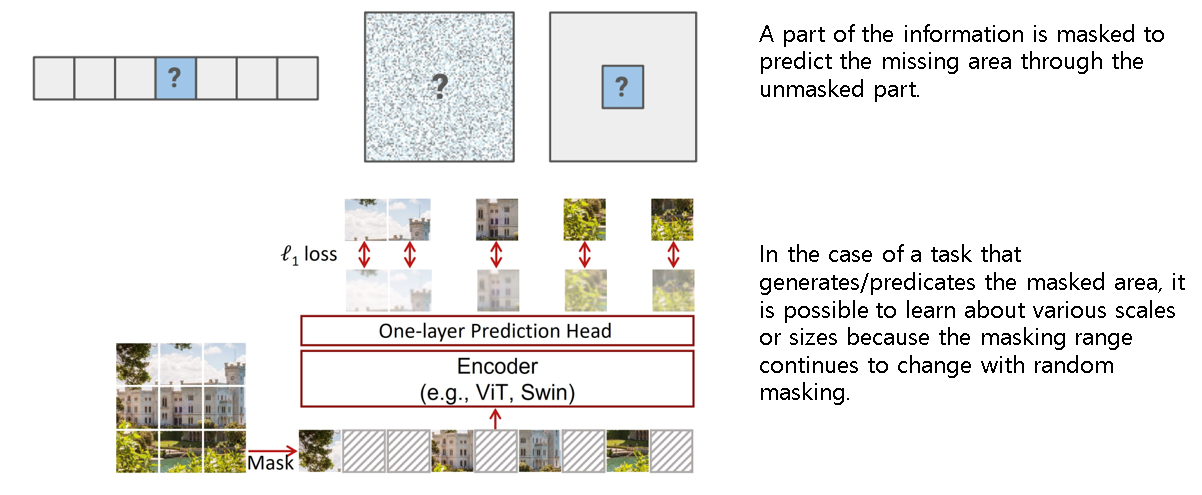 ?
?
?
A part of the information is masked to
predict the missing area through the
unmasked part.
ℓ₁ loss
One-layer Prediction Head
Encoder
(e.g., ViT, Swin)
Mask
In the case of a task that
generates/predicates the masked area, it
is possible to learn about various scales
or sizes because the masking range
continues to change with random
masking.